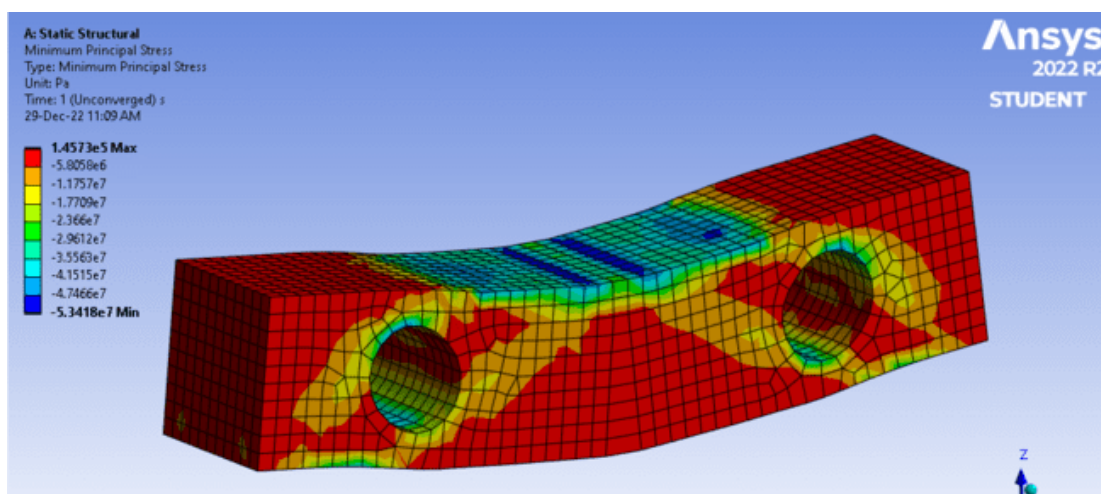 A: Static Structural
Minimum Principal Stress
Type: Minimum Principal Stress
Unit: Pa
Time: 1 (Unconverged) s
29-Dec-22 11:09 AM
1.4573e5 Max
-5.8058e6
-1.1757e7
-1.7709e7
-2.366e7
-2.9612e7
-3.5563e7
-4.1515e7
-4.7466e7
-5.3418e7 Min
Ansys
2022 R2
STUDENT
Z